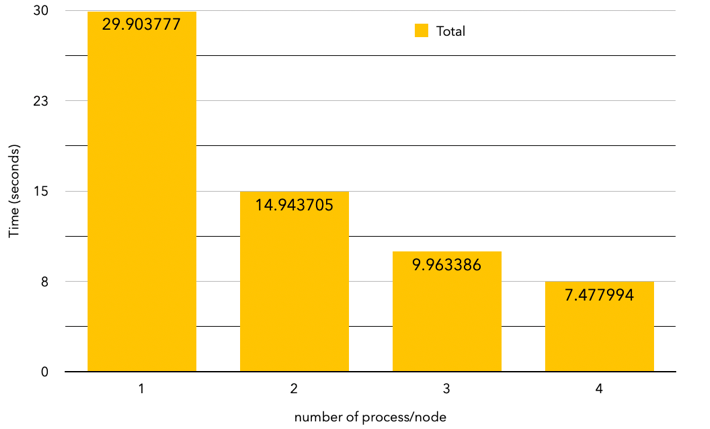 30
29.903777
Total
23
15
14.943705
9.963386
8
7.477994
0
Time (seconds)
1 2 3 4
number of process/node